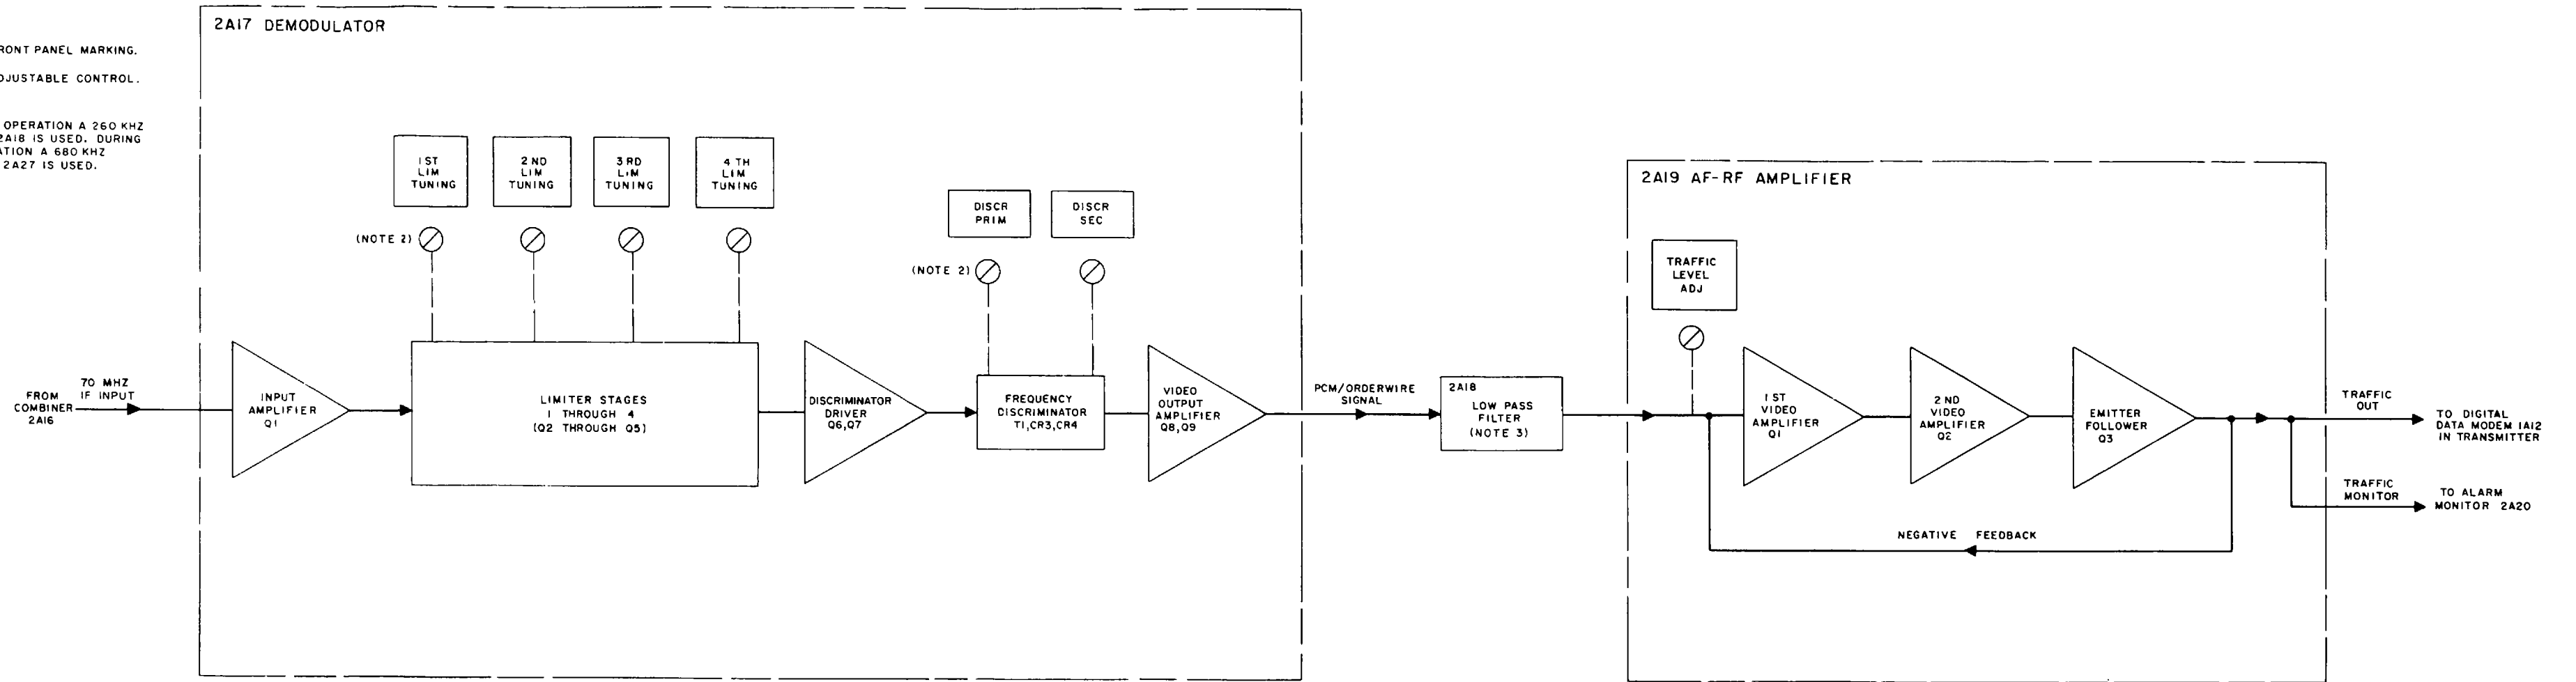 RONT PANEL MARKING.
DJUSTABLE CONTROL.
OPERATION A 260 KHZ
2A18 IS USED. DURING
ATION A 680 KHZ
2A27 IS USED.
2A17 DEMODULATOR
1ST
LIM
TUNING
2ND
LIM
TUNING
3RD
LIM
TUNING
4TH
LIM
TUNING
(NOTE 2)
DISCR
PRIM
DISCR
SEC
(NOTE 2)
FROM
COMBINER
2A16
70 MHZ
IF INPUT
INPUT
AMPLIFIER
Q1
LIMITER STAGES
1 THROUGH 4
(Q2 THROUGH Q5)
DISCRIMINATOR
DRIVER
Q6,Q7
FREQUENCY
DISCRIMINATOR
T1,CR3,CR4
VIDEO
OUTPUT
AMPLIFIER
Q8,Q9
PCM/ORDERWIRE
SIGNAL
2A18
LOW PASS
FILTER
(NOTE 3)
2A19 AF-RF AMPLIFIER
TRAFFIC
LEVEL
ADJ
1ST
VIDEO
AMPLIFIER
Q1
2ND
VIDEO
AMPLIFIER
Q2
EMITTER
FOLLOWER
Q3
NEGATIVE FEEDBACK
TRAFFIC
OUT
TO DIGITAL
DATA MODEM 1A12
IN TRANSMITTER
TRAFFIC
MONITOR
TO ALARM
MONITOR 2A20